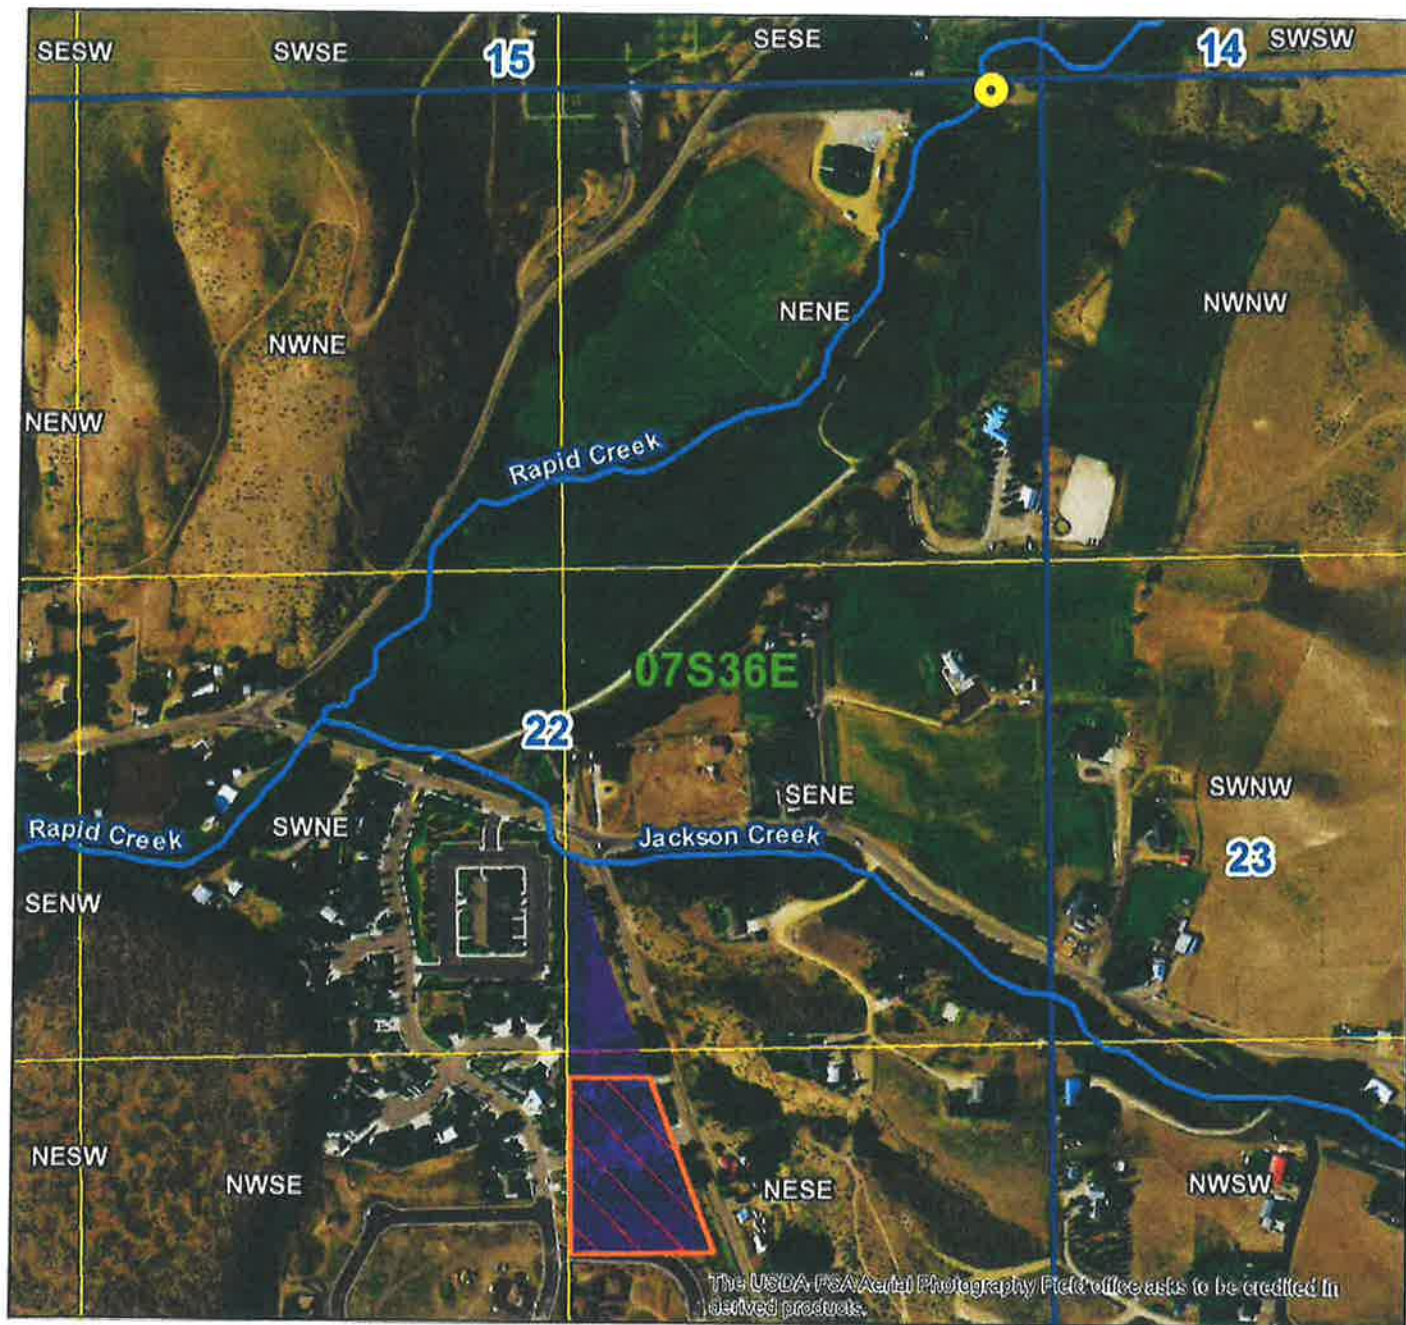 SESW
SWSE
15
SESE
14
SWSW
NENE
NWNW
NWNE
NENW
Rapid Creek
07S36E
22
SENE
SWNW
Rapid Creek
SWNE
Jackson Creek
23
SENW
NESW
NWSE
NESE
NWSW
The USDA FSA Aerial Photography Field office asks to be credited in
derived products.